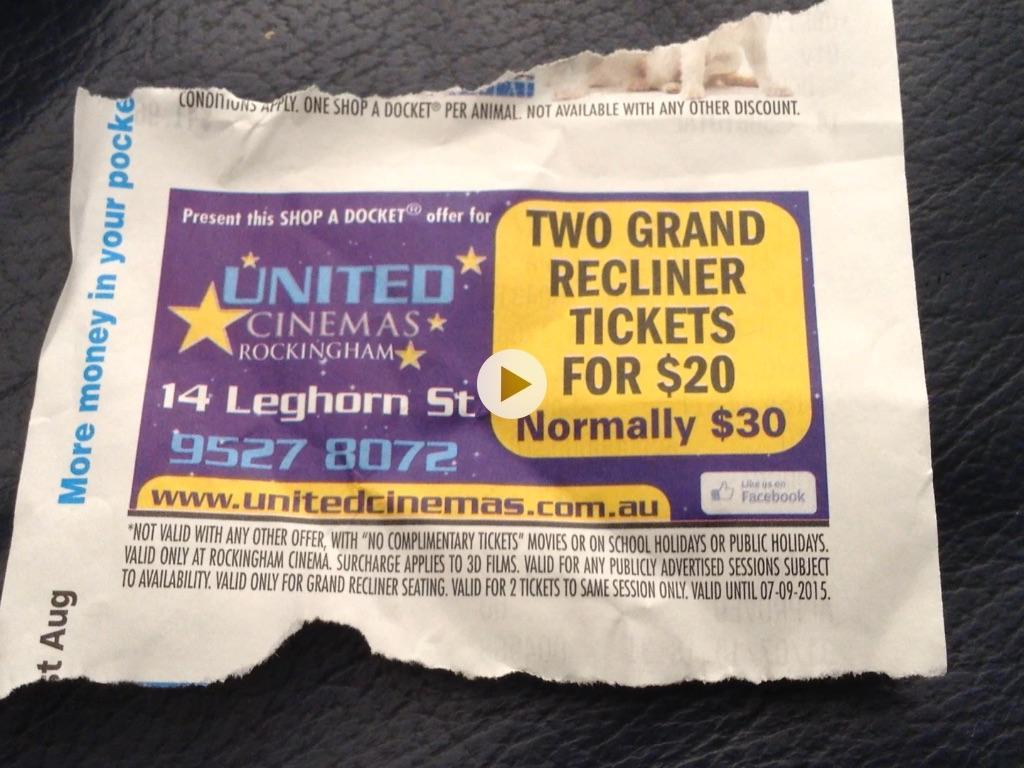 CONDITIONS APPLY. ONE SHOP A DOCKET® PER ANIMAL. NOT AVAILABLE WITH ANY OTHER DISCOUNT.
More money in your pocke
st Aug
Present this SHOP A DOCKET® offer for
UNITED
CINEMAS
ROCKINGHAM
14 Leghorn St
9527 8072
www.unitedcinemas.com.au
TWO GRAND
RECLINER
TICKETS
FOR $20
Normally $30
Like us on
Facebook
*NOT VALID WITH ANY OTHER OFFER, WITH "NO COMPLIMENTARY TICKETS" MOVIES OR ON SCHOOL HOLIDAYS OR PUBLIC HOLIDAYS.
VALID ONLY AT ROCKINGHAM CINEMA. SURCHARGE APPLIES TO 3D FILMS. VALID FOR ANY PUBLICLY ADVERTISED SESSIONS SUBJECT
TO AVAILABILITY. VALID ONLY FOR GRAND RECLINER SEATING. VALID FOR 2 TICKETS TO SAME SESSION ONLY. VALID UNTIL 07-09-2015.